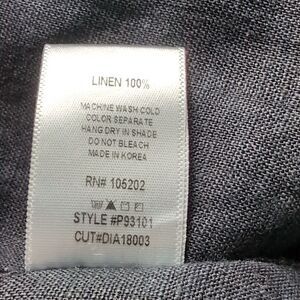 LINEN 100%
MACHINE WASH COLD
COLOR SEPARATE
HANG DRY IN SHADE
DO NOT BLEACH
MADE IN KOREA
RN# 105202
STYLE #P93101
CUT#DIA18003